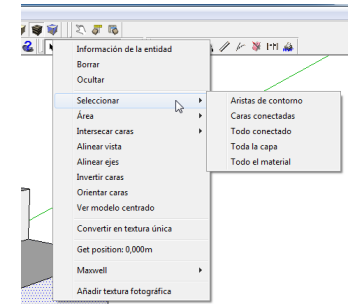 Información de la entidad
Borrar
Ocultar
Seleccionar
Área
Intersecar caras
Alinear vista
Alinear ejes
Invertir caras
Orientar caras
Ver modelo centrado
Convertir en textura única
Get position: 0,000m
Maxwell
Añadir textura fotográfica
Aristas de contorno
Caras conectadas
Todo conectado
Toda la capa
Todo el material